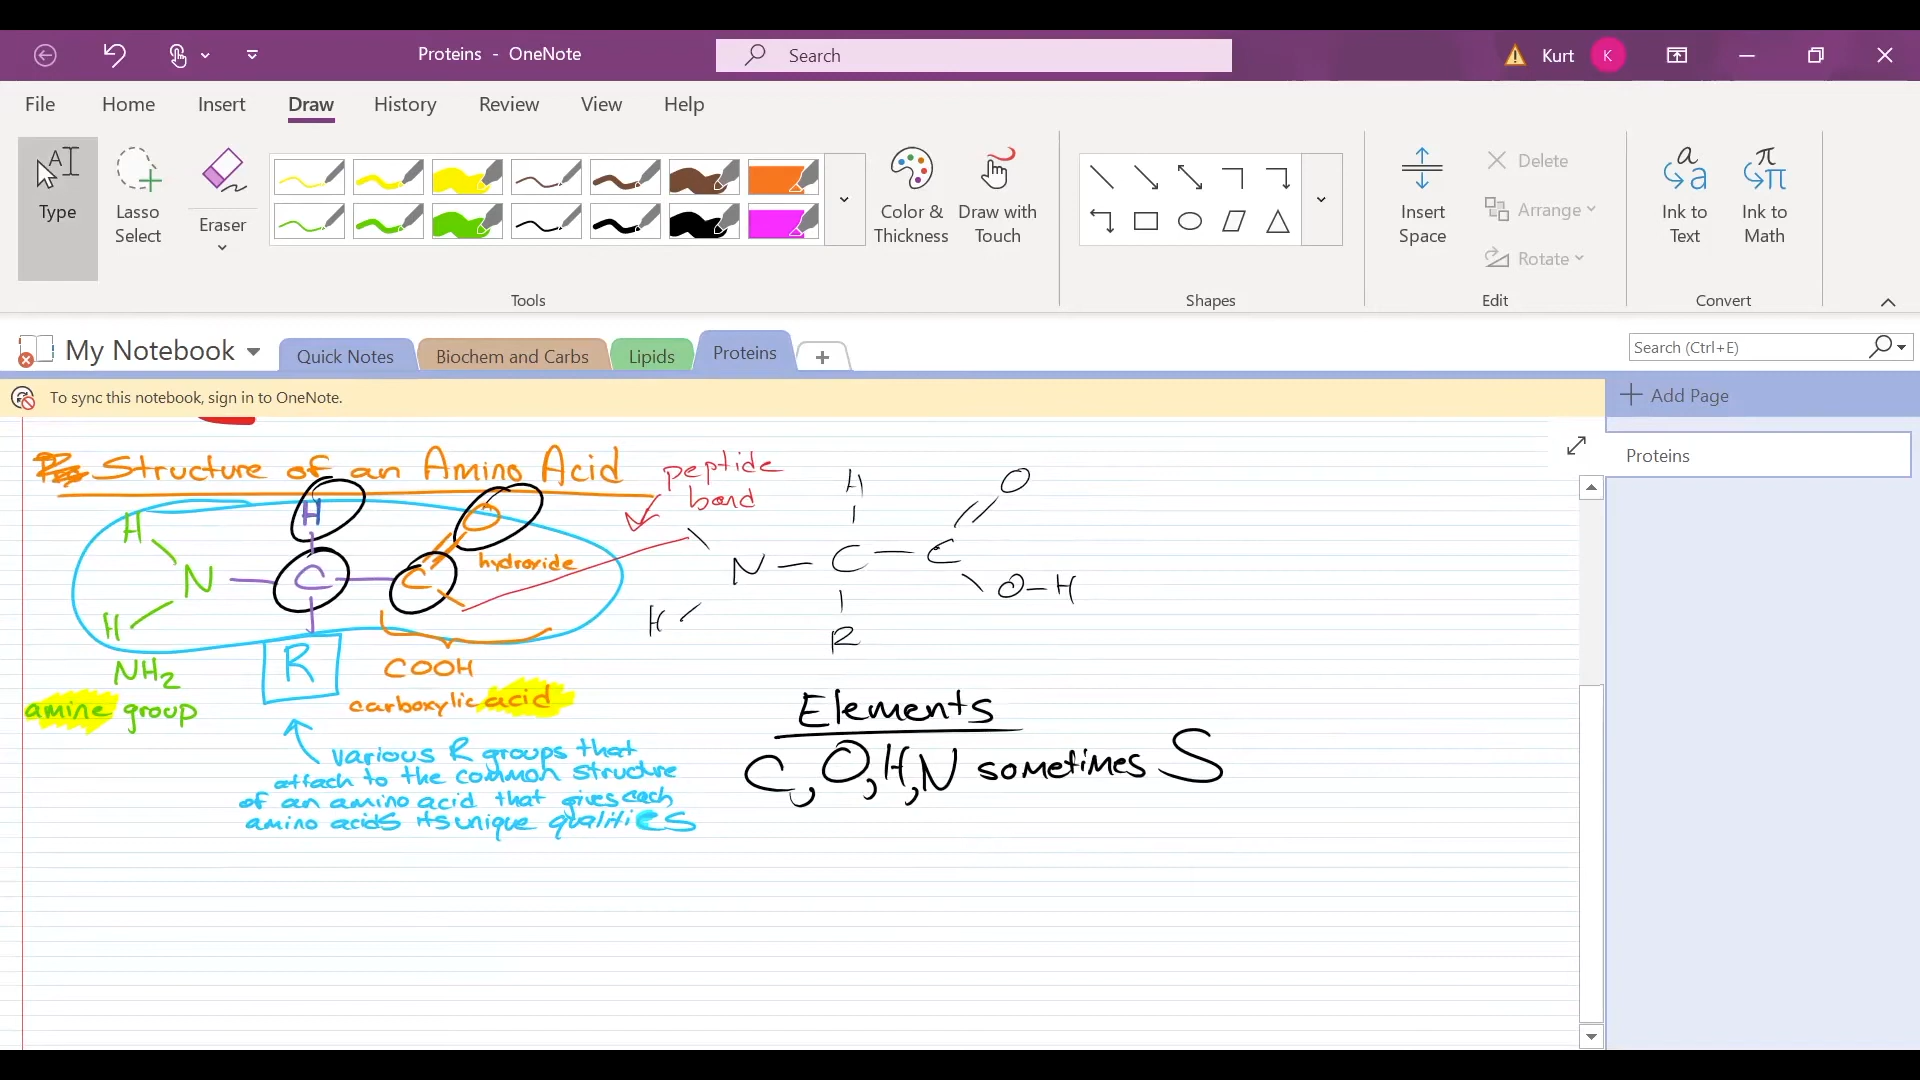 Proteins - OneNote
Search
Kurt
K
File
Home
Insert
Draw
History
Review
View
Help
Type
Lasso
Select
Eraser
Color &
Thickness
Draw with
Touch
Insert
Space
Delete
Arrange
Rotate
Ink to
Text
Ink to
Math
Tools
Shapes
Edit
Convert
My Notebook
Quick Notes
Biochem and Carbs
Lipids
Proteins
Search (Ctrl+E)
To sync this notebook, sign in to OneNote.
Add Page
Proteins
Structure of an Amino Acid
peptide
bond
H
H
O
hydroxide
N
C
C
H
R
NH2
amine group
COOH
carboxylic acid
various R groups that
attach to the common structure
of an amino acid that gives each
amino acids its unique qualities
H
O
N
C
C
O-H
H
R
Elements
C, O, H, N sometimes S